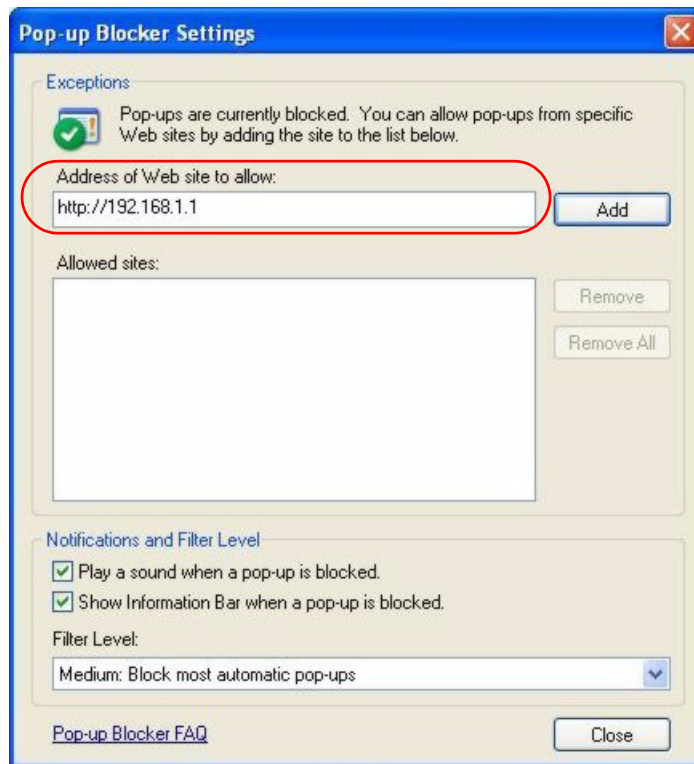 Pop-up Blocker Settings
Exceptions
Pop-ups are currently blocked. You can allow pop-ups from specific
Web sites by adding the site to the list below.
Address of Web site to allow:
http://192.168.1.1
Add
Allowed sites:
Remove
Remove All
Notifications and Filter Level
Play a sound when a pop-up is blocked.
Show Information Bar when a pop-up is blocked.
Filter Level:
Medium: Block most automatic pop-ups
Pop-up Blocker FAQ
Close